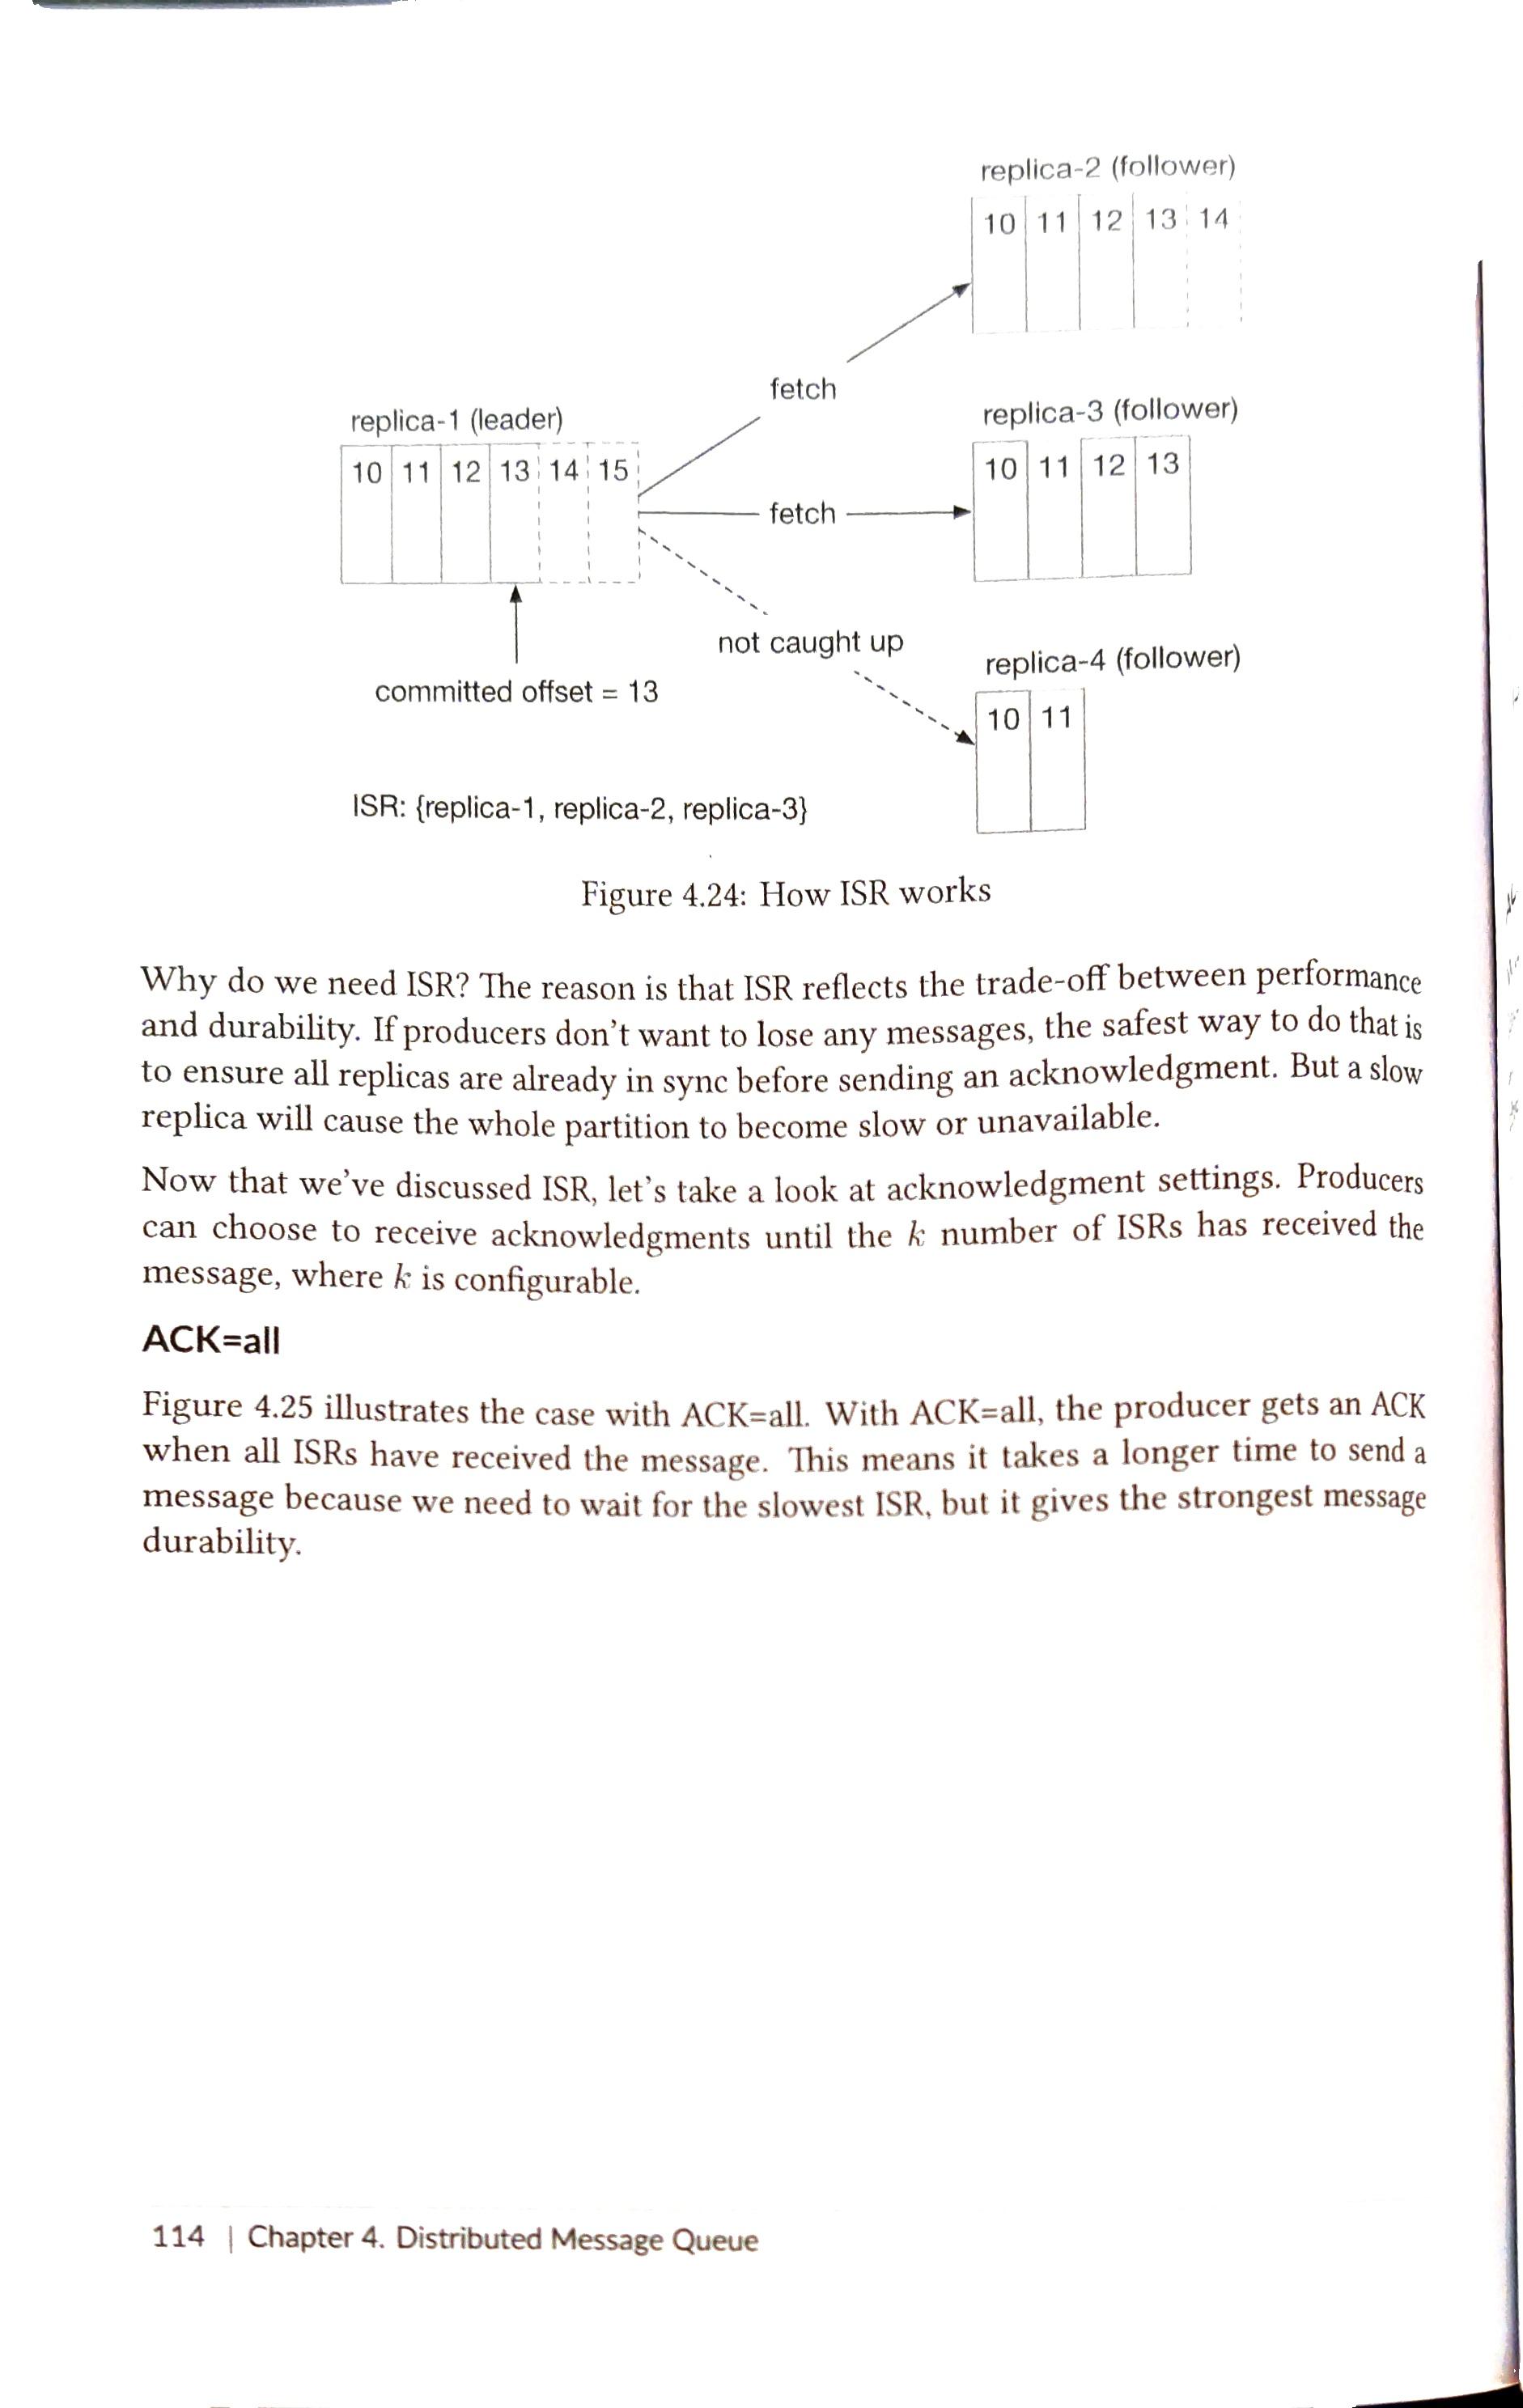 replica-2 (follower)
10 11 12 13 14
fetch
replica-1 (leader)
10 11 12 13 14 15
replica-3 (follower)
10 11 12 13
fetch
not caught up
replica-4 (follower)
10 11
committed offset = 13
ISR: {replica-1, replica-2, replica-3}
Figure 4.24: How ISR works
Why do we need ISR? The reason is that ISR reflects the trade-off between performance
and durability. If producers don't want to lose any messages, the safest way to do that is
to ensure all replicas are already in sync before sending an acknowledgment. But a slow
replica will cause the whole partition to become slow or unavailable.
Now that we've discussed ISR, let's take a look at acknowledgment settings. Producers
can choose to receive acknowledgments until the k number of ISRs has received the
message, where k is configurable.
ACK=all
Figure 4.25 illustrates the case with ACK=all. With ACK=all, the producer gets an ACK
when all ISRs have received the message. This means it takes a longer time to send a
message because we need to wait for the slowest ISR, but it gives the strongest message
durability.
114 | Chapter 4. Distributed Message Queue